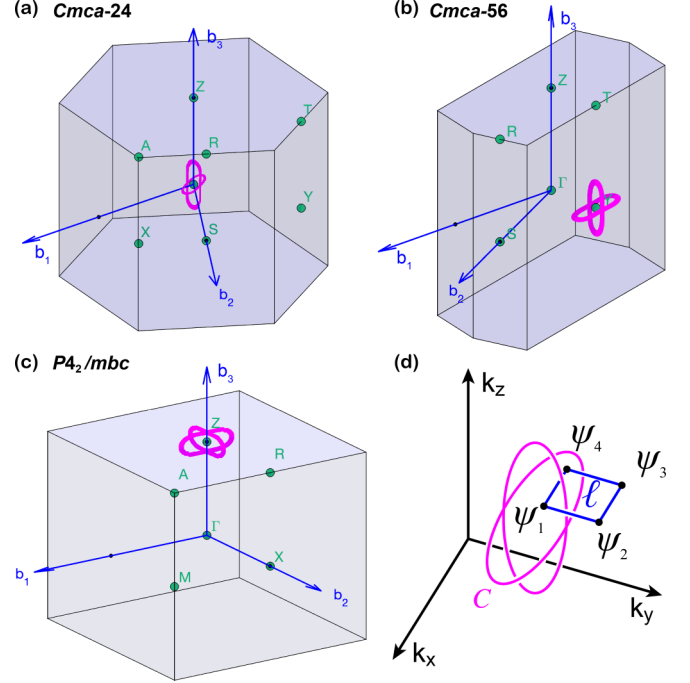 (a) Cmca-24
b3
Z
T
A
R
Y
X
S
b1
b2
(b) Cmca-56
b3
Z
T
R
Γ
S
b1
b2
(c) P42/mbc
b3
Z
R
A
Γ
X
M
b1
b2
(d)
kz
ψ4
ψ3
ℓ
ψ1
ψ2
C
ky
kx